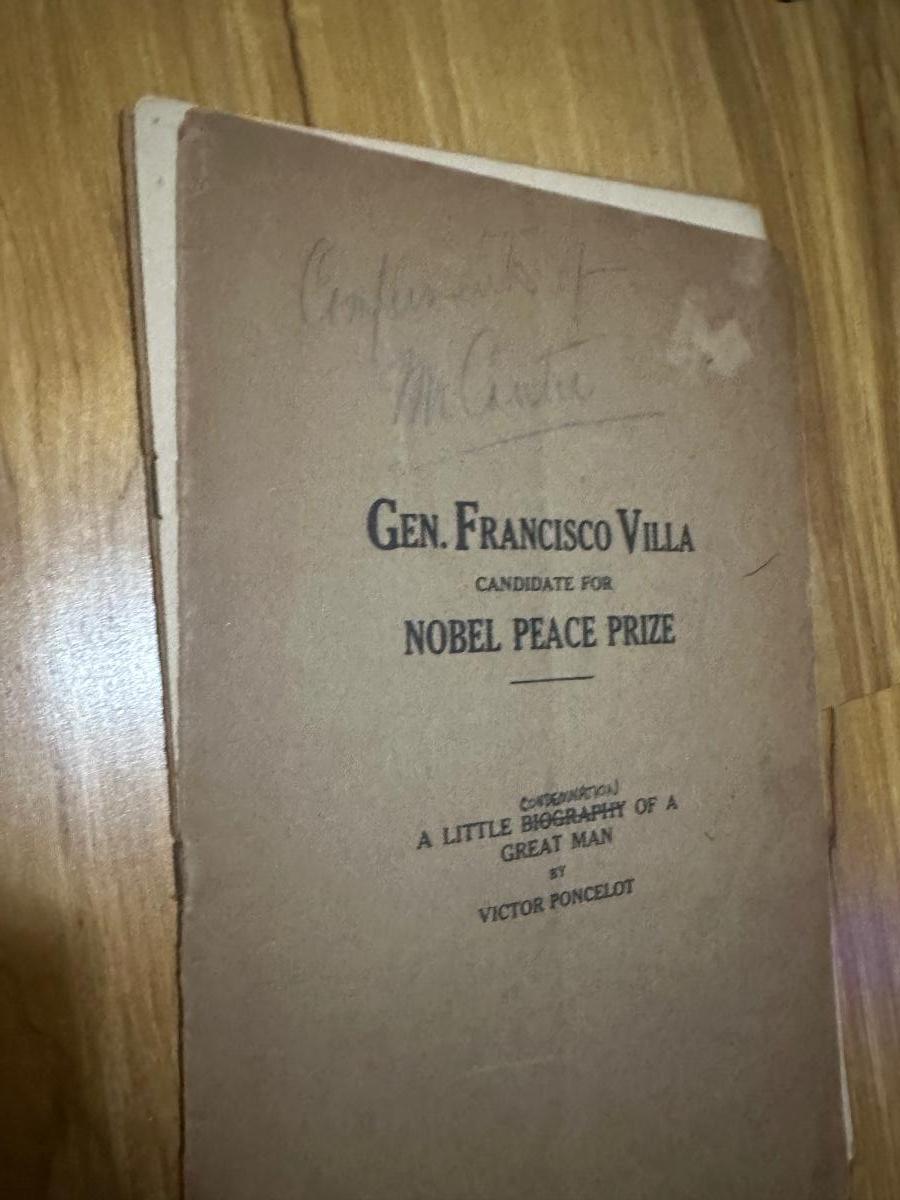 Compliments of
GEN. FRANCISCO VILLA
CANDIDATE FOR
NOBEL PEACE PRIZE
CONDEMNATION
A LITTLE BIOGRAPHY OF A
GREAT MAN
BY
VICTOR PONCELOT